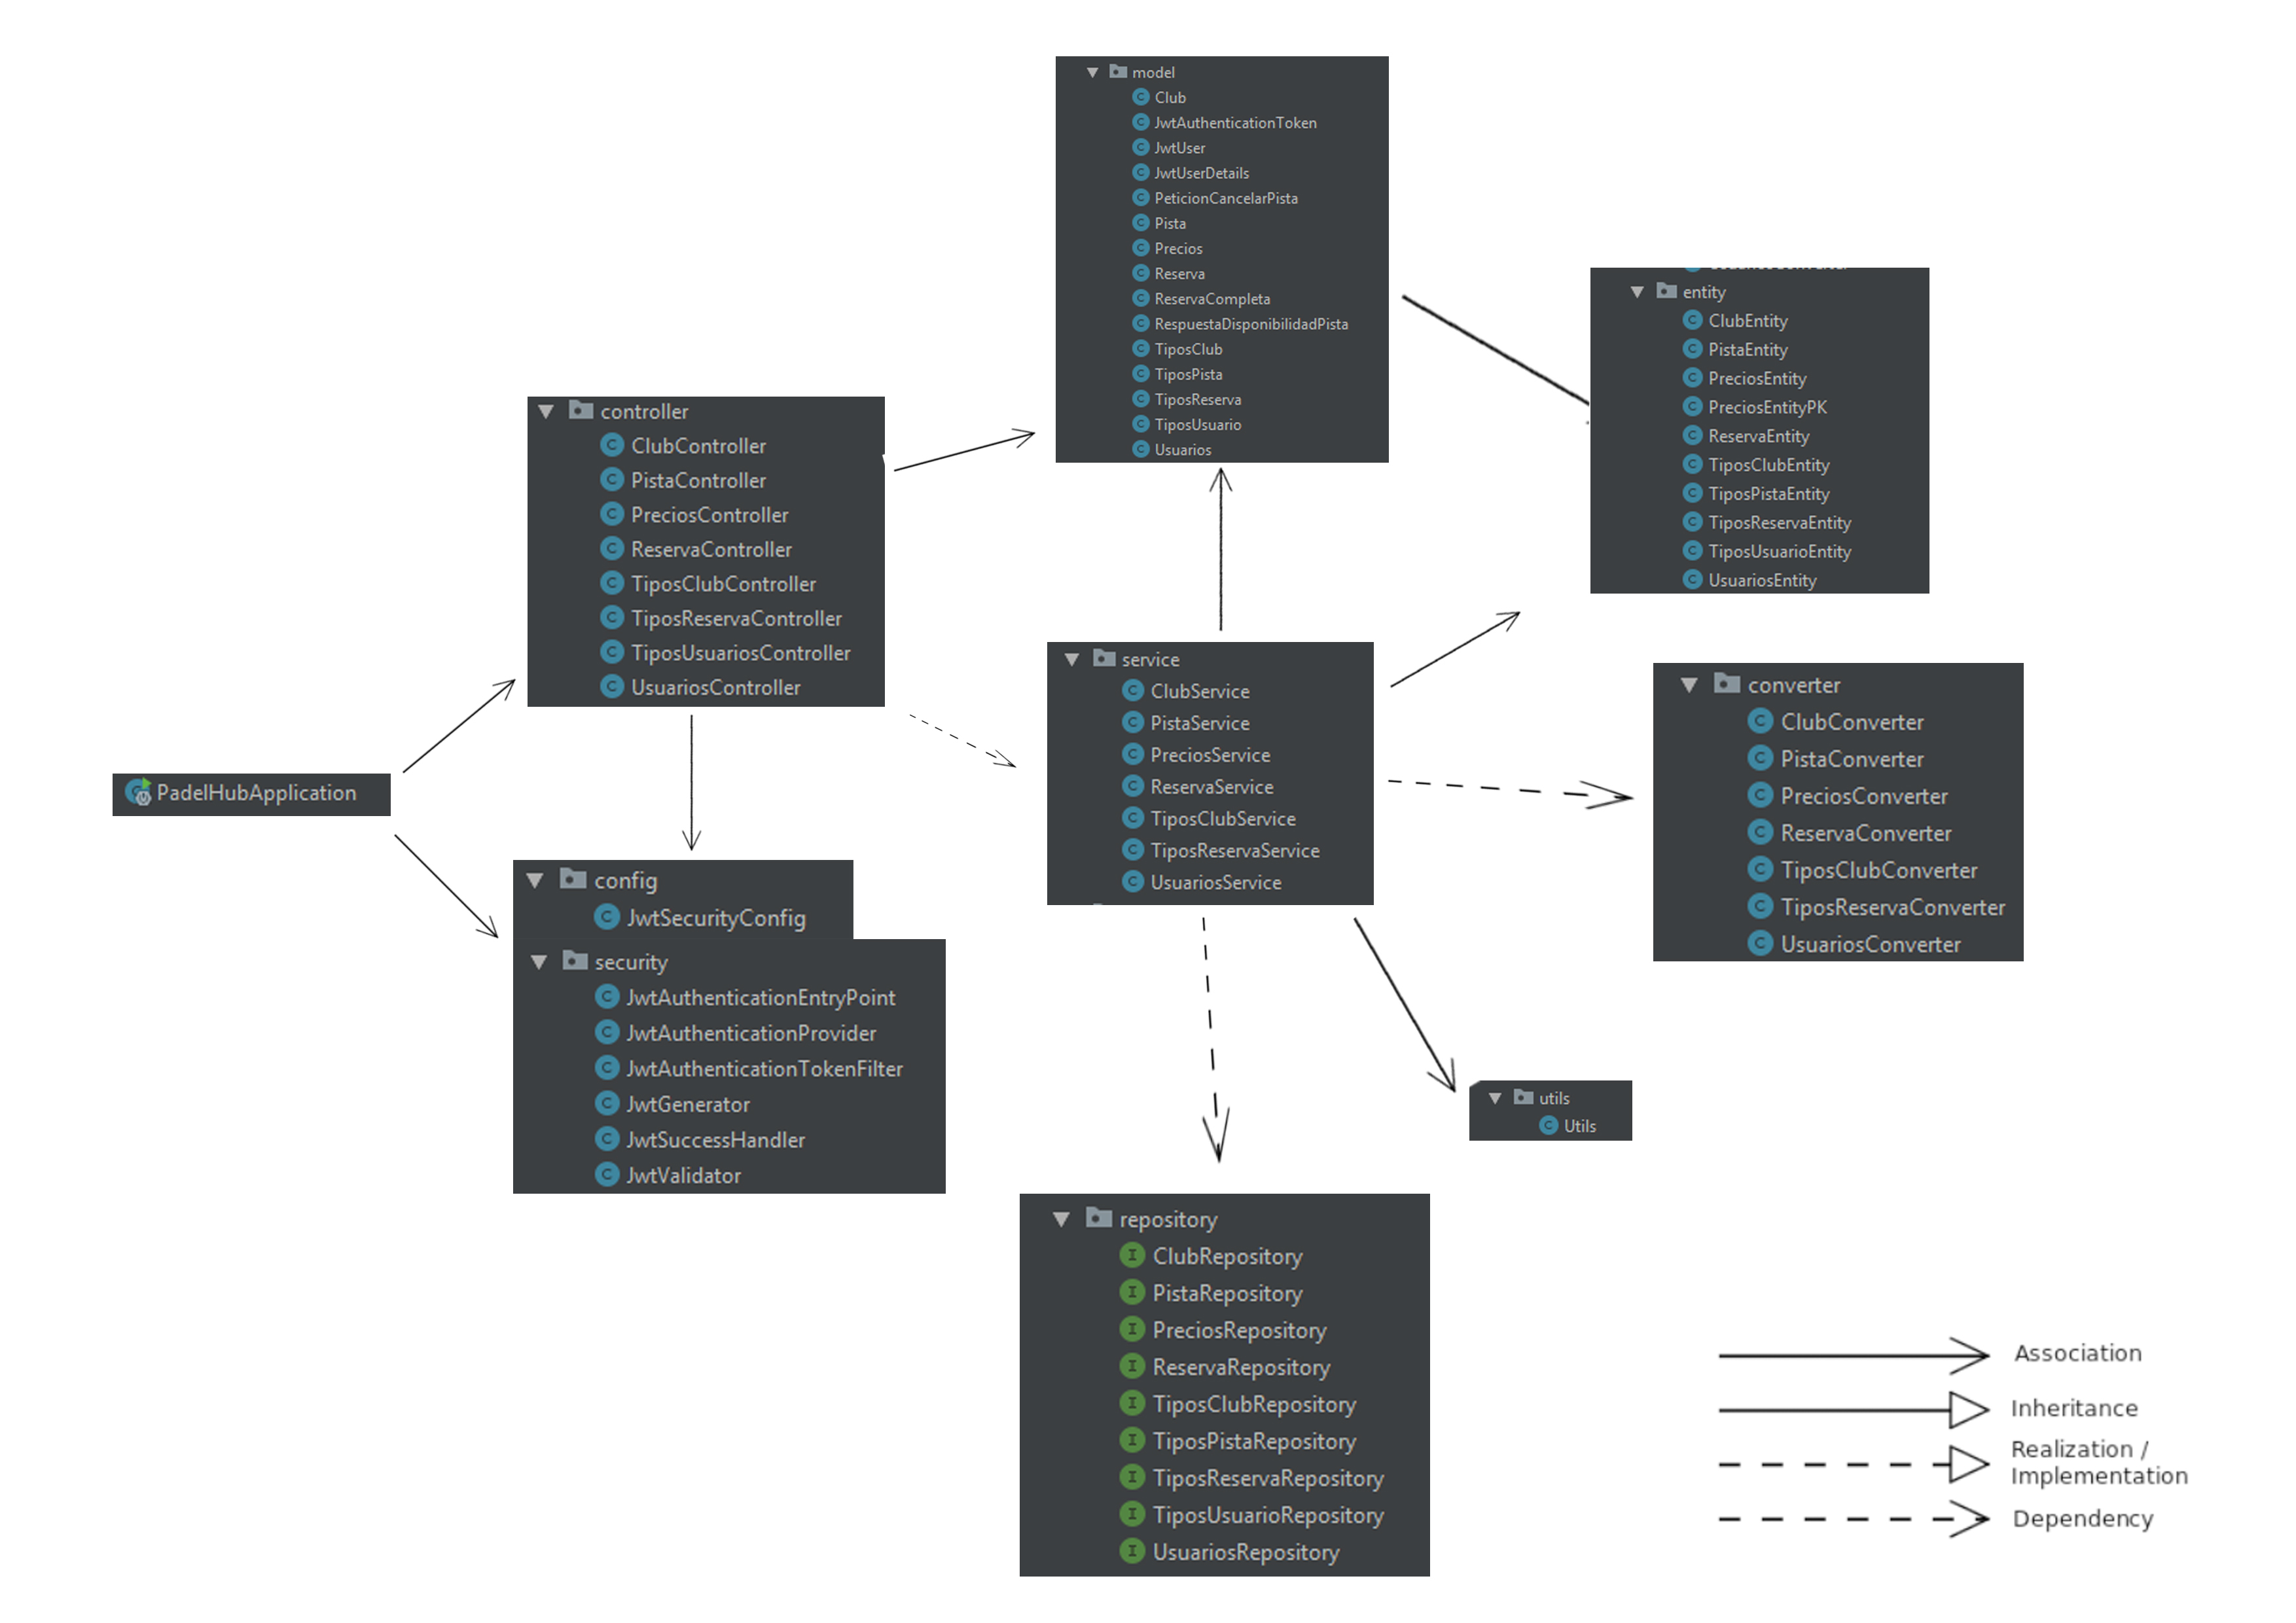 model
Club
JwtAuthenticationToken
JwtUser
JwtUserDetails
PeticionCancelarPista
Pista
Precios
Reserva
ReservaCompleta
RespuestaDisponibilidadPista
TiposClub
TiposPista
TiposReserva
TiposUsuario
Usuarios
entity
ClubEntity
PistaEntity
PreciosEntity
PreciosEntityPK
ReservaEntity
TiposClubEntity
TiposPistaEntity
TiposReservaEntity
TiposUsuarioEntity
UsuariosEntity
controller
ClubController
PistaController
PreciosController
ReservaController
TiposClubController
TiposReservaController
TiposUsuariosController
UsuariosController
service
ClubService
PistaService
PreciosService
ReservaService
TiposClubService
TiposReservaService
UsuariosService
converter
ClubConverter
PistaConverter
PreciosConverter
ReservaConverter
TiposClubConverter
TiposReservaConverter
UsuariosConverter
PadelHubApplication
config
JwtSecurityConfig
security
JwtAuthenticationEntryPoint
JwtAuthenticationProvider
JwtAuthenticationTokenFilter
JwtGenerator
JwtSuccessHandler
JwtValidator
utils
Utils
repository
ClubRepository
PistaRepository
PreciosRepository
ReservaRepository
TiposClubRepository
TiposPistaRepository
TiposReservaRepository
TiposUsuarioRepository
UsuariosRepository
Association
Inheritance
Realization /
Implementation
Dependency